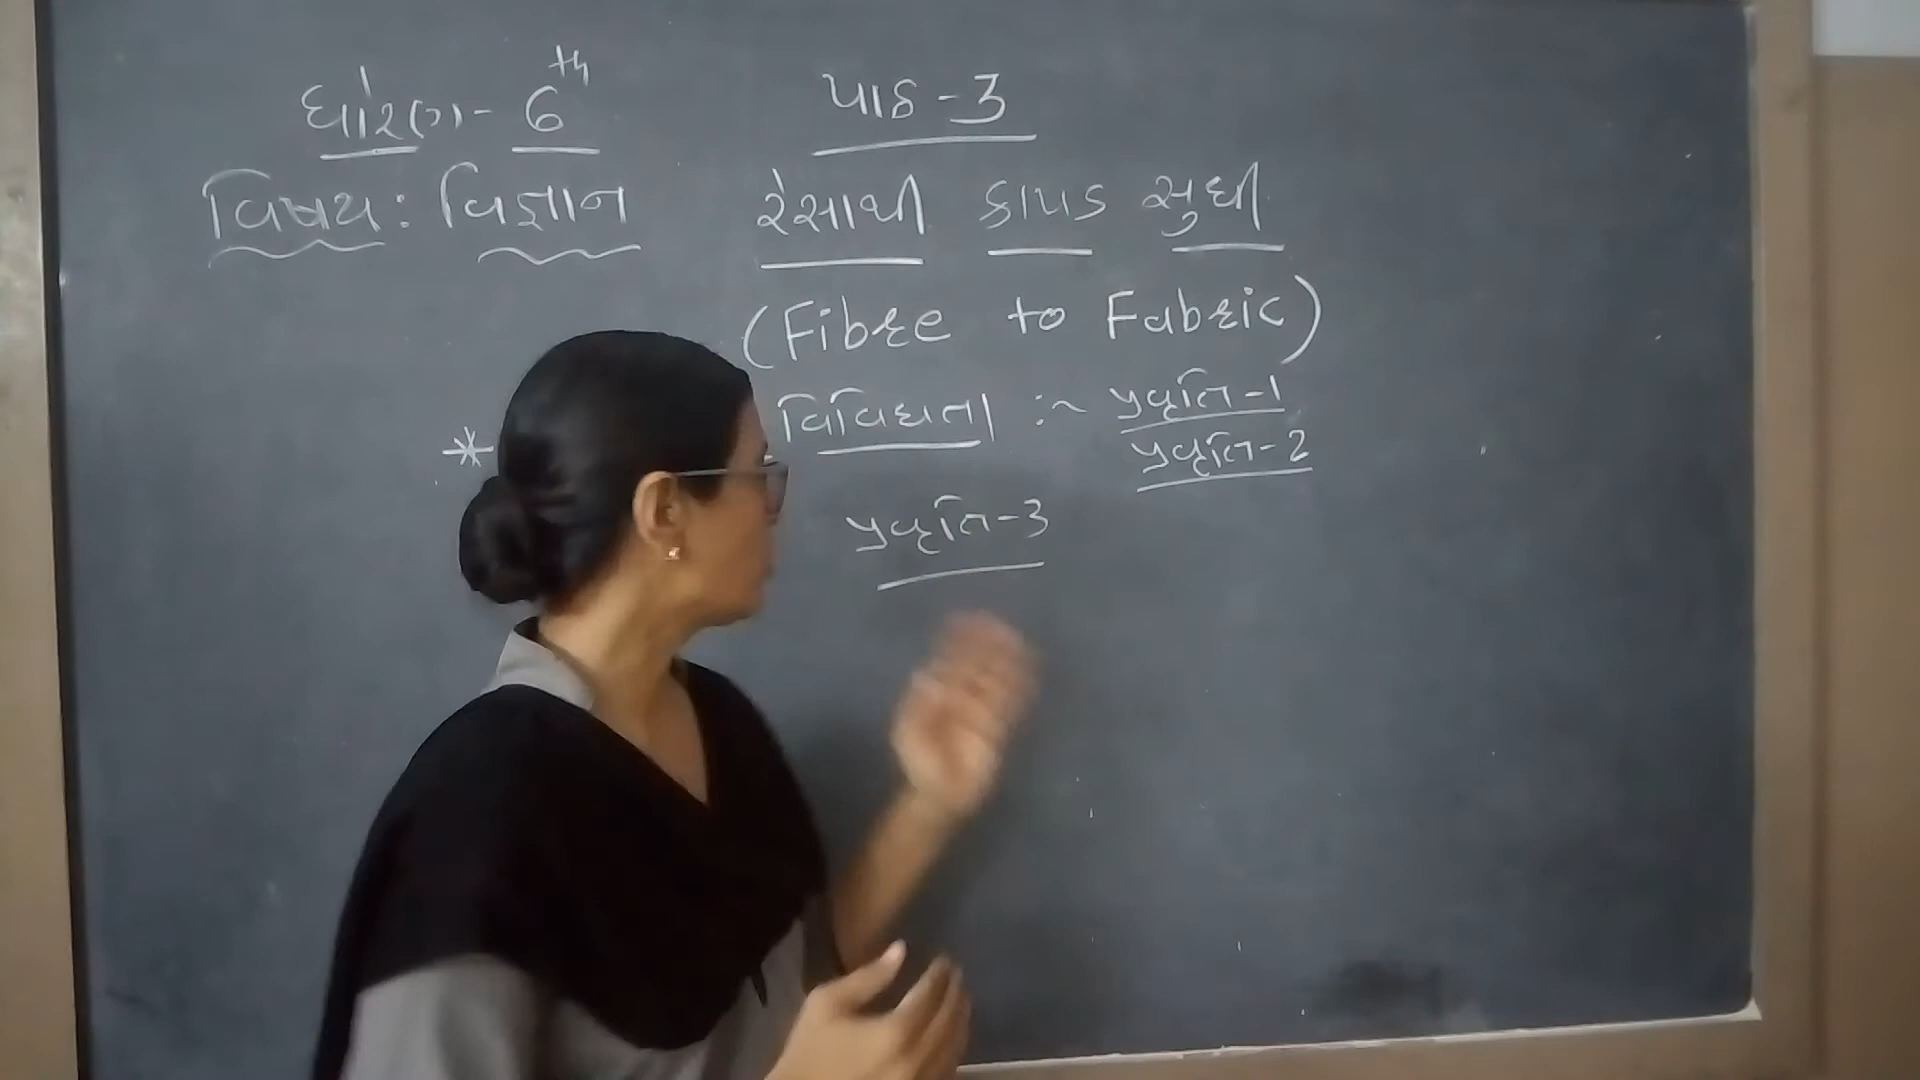 ધોરણ - 6th
પાઠ - 3
વિષય : વિજ્ઞાન
રેસાથી કાપડ સુધી
(Fibre to Fabric)
* વિવિધતા :~ પ્રવૃતિ-1
પ્રવૃતિ-2
પ્રવૃતિ-3